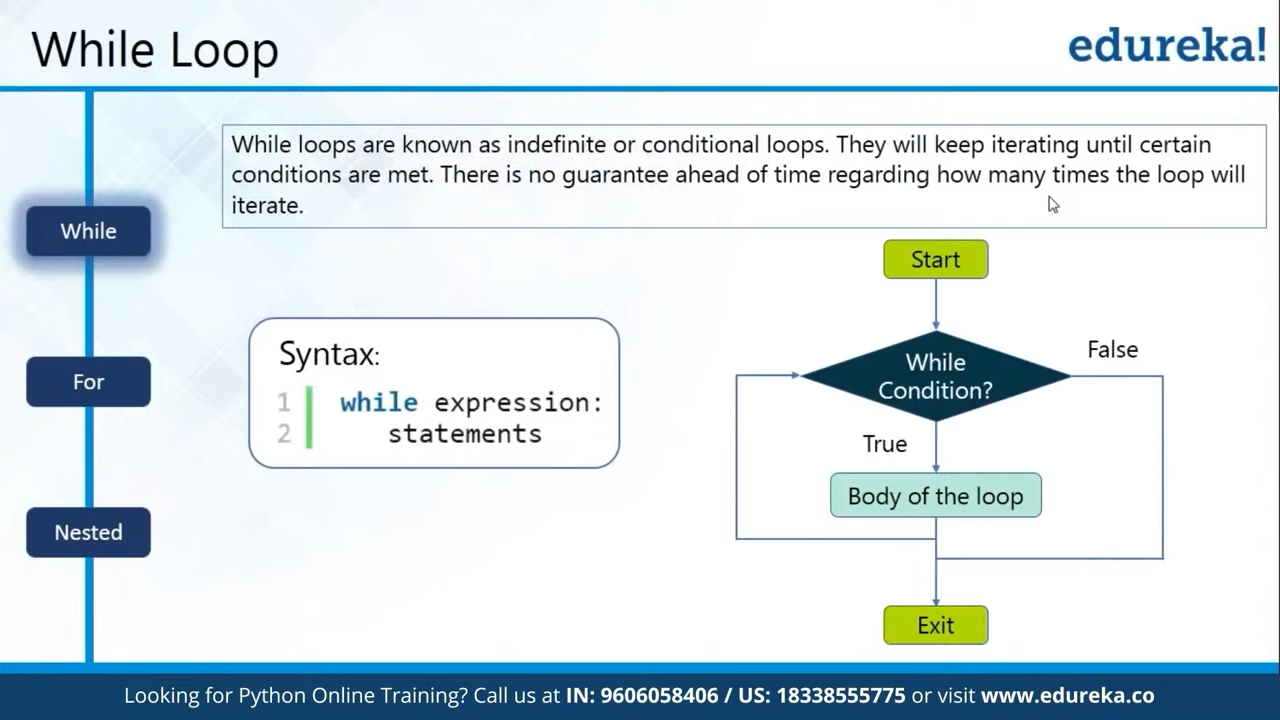 While Loop
edureka!
While loops are known as indefinite or conditional loops. They will keep iterating until certain
conditions are met. There is no guarantee ahead of time regarding how many times the loop will
iterate.
While
For
Nested
Syntax:
1 while expression:
2 statements
Start
While
Condition?
False
True
Body of the loop
Exit
Looking for Python Online Training? Call us at IN: 9606058406 / US: 18338555775 or visit www.edureka.co